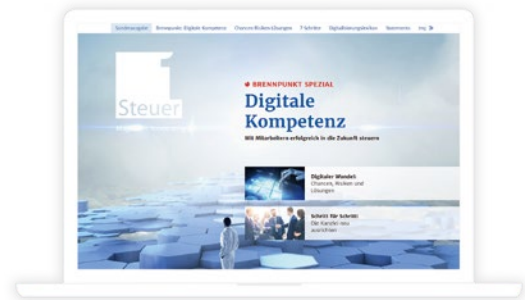 Sonderausgabe Brennpunkt: Digitale Kompetenz Chancen-Risiken-Lösungen 7 Schritte Digitalisierungslexikon
Steuer
BRENNPUNKT SPEZIAL
Digitale
Kompetenz
Mit Mitarbeitern erfolgreich in die Zukunft steuern
Digitaler Wandel:
Chancen, Risiken und
Lösungen
Schritt für Schritt:
Die Kanzlei neu
ausrichten